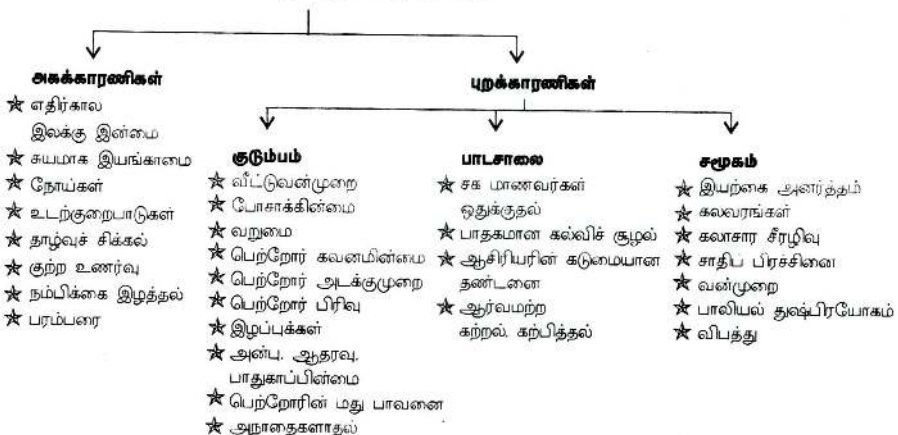 அகக்காரணிகள்
எதிர்கால
இலக்கு இன்மை
சுயமாக இயங்காமை
நோய்கள்
உடற்குறைபாடுகள்
தாழ்வுச் சிக்கல்
குற்ற உணர்வு
நம்பிக்கை இழத்தல்
பரம்பரை
புறக்காரணிகள்
குடும்பம்
வீட்டுவன்முறை
போசாக்கின்மை
வறுமை
பெற்றோர் கவனமின்மை
பெற்றோர் அடக்குமுறை
பெற்றோர் பிரிவு
இழப்புக்கள்
அன்பு, ஆதரவு,
பாதுகாப்பின்மை
பெற்றோரின் மது பாவனை
அநாதைகளாதல்
பாடசாலை
சக மாணவர்கள்
ஒதுக்குதல்
பாதகமான கல்விச் சூழல்
ஆசிரியரின் கடுமையான
தண்டனை
ஆர்வமற்ற
கற்றல், கற்பித்தல்
சமூகம்
இயற்கை அனர்த்தம்
கலவரங்கள்
கலாசார சீரழிவு
சாதிப் பிரச்சினை
வன்முறை
பாலியல் துஷ்பிரயோகம்
விபத்து